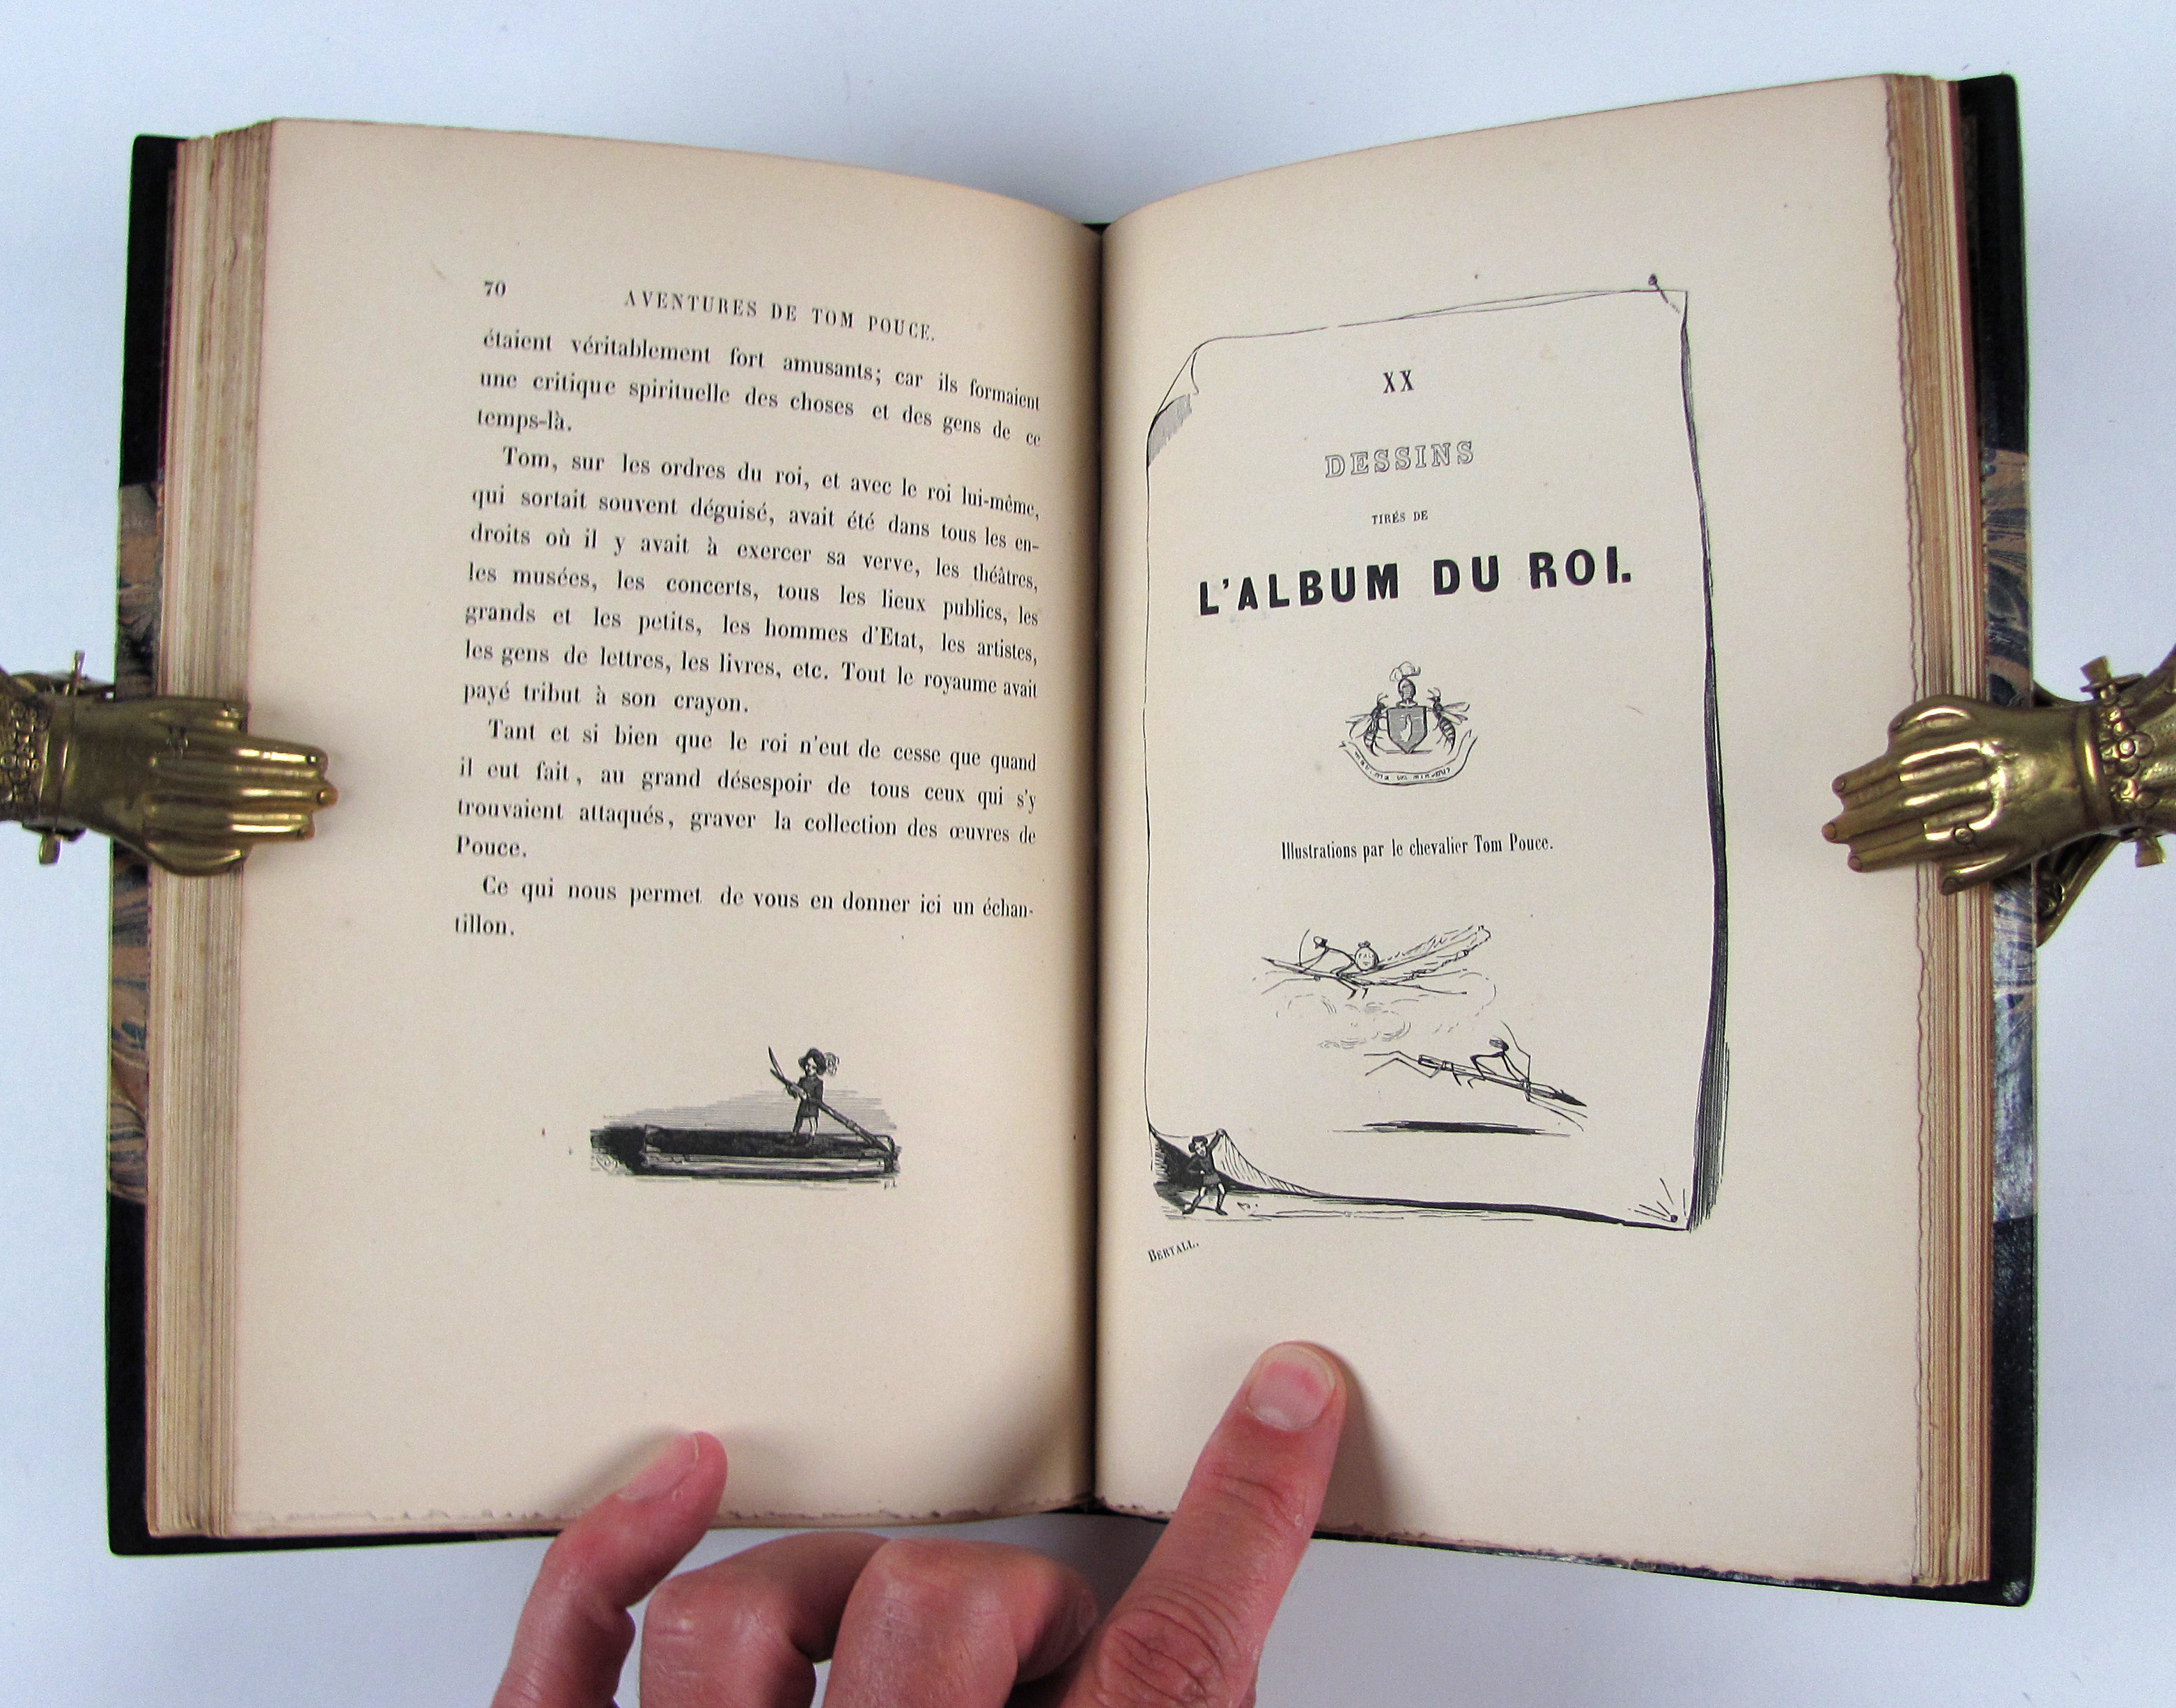 70
AVENTURES DE TOM POUCE.
étaient véritablement fort amusants; car ils formaient
une critique spirituelle des choses et des gens de ce
temps-là.
Tom, sur les ordres du roi, et avec le roi lui-même,
qui sortait souvent déguisé, avait été dans tous les en-
droits où il y avait à exercer sa verve, les théâtres,
les musées, les concerts, tous les lieux publics, les
grands et les petits, les hommes d'Etat, les artistes,
les gens de lettres, les livres, etc. Tout le royaume avait
payé tribut à son crayon.
Tant et si bien que le roi n'eut de cesse que quand
il eut fait, au grand désespoir de tous ceux qui s'y
trouvaient attaqués, graver la collection des œuvres de
Pouce.
Ce qui nous permet de vous en donner ici un échan-
tillon.
XX
DESSINS
TIRÉS DE
L'ALBUM DU ROI.
Illustrations par le chevalier Tom Pouce.
BERTALL.